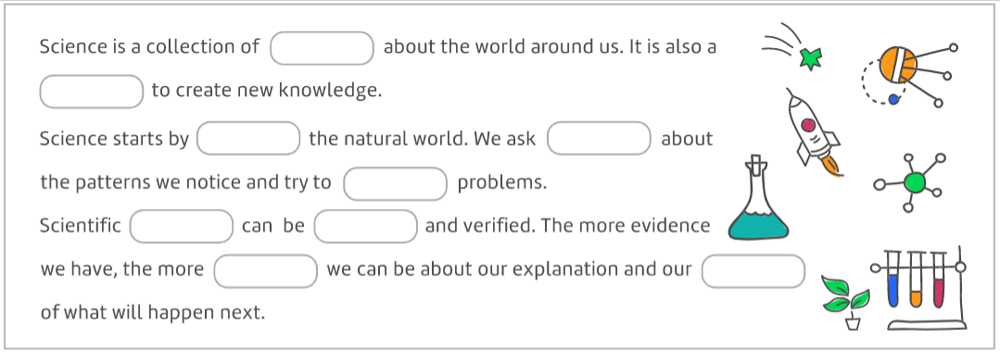 Science is a collection of about the world around us. It is also a
to create new knowledge.
Science starts by the natural world. We ask about
the patterns we notice and try to problems.
Scientific can be and verified. The more evidence
we have, the more we can be about our explanation and our
of what will happen next.